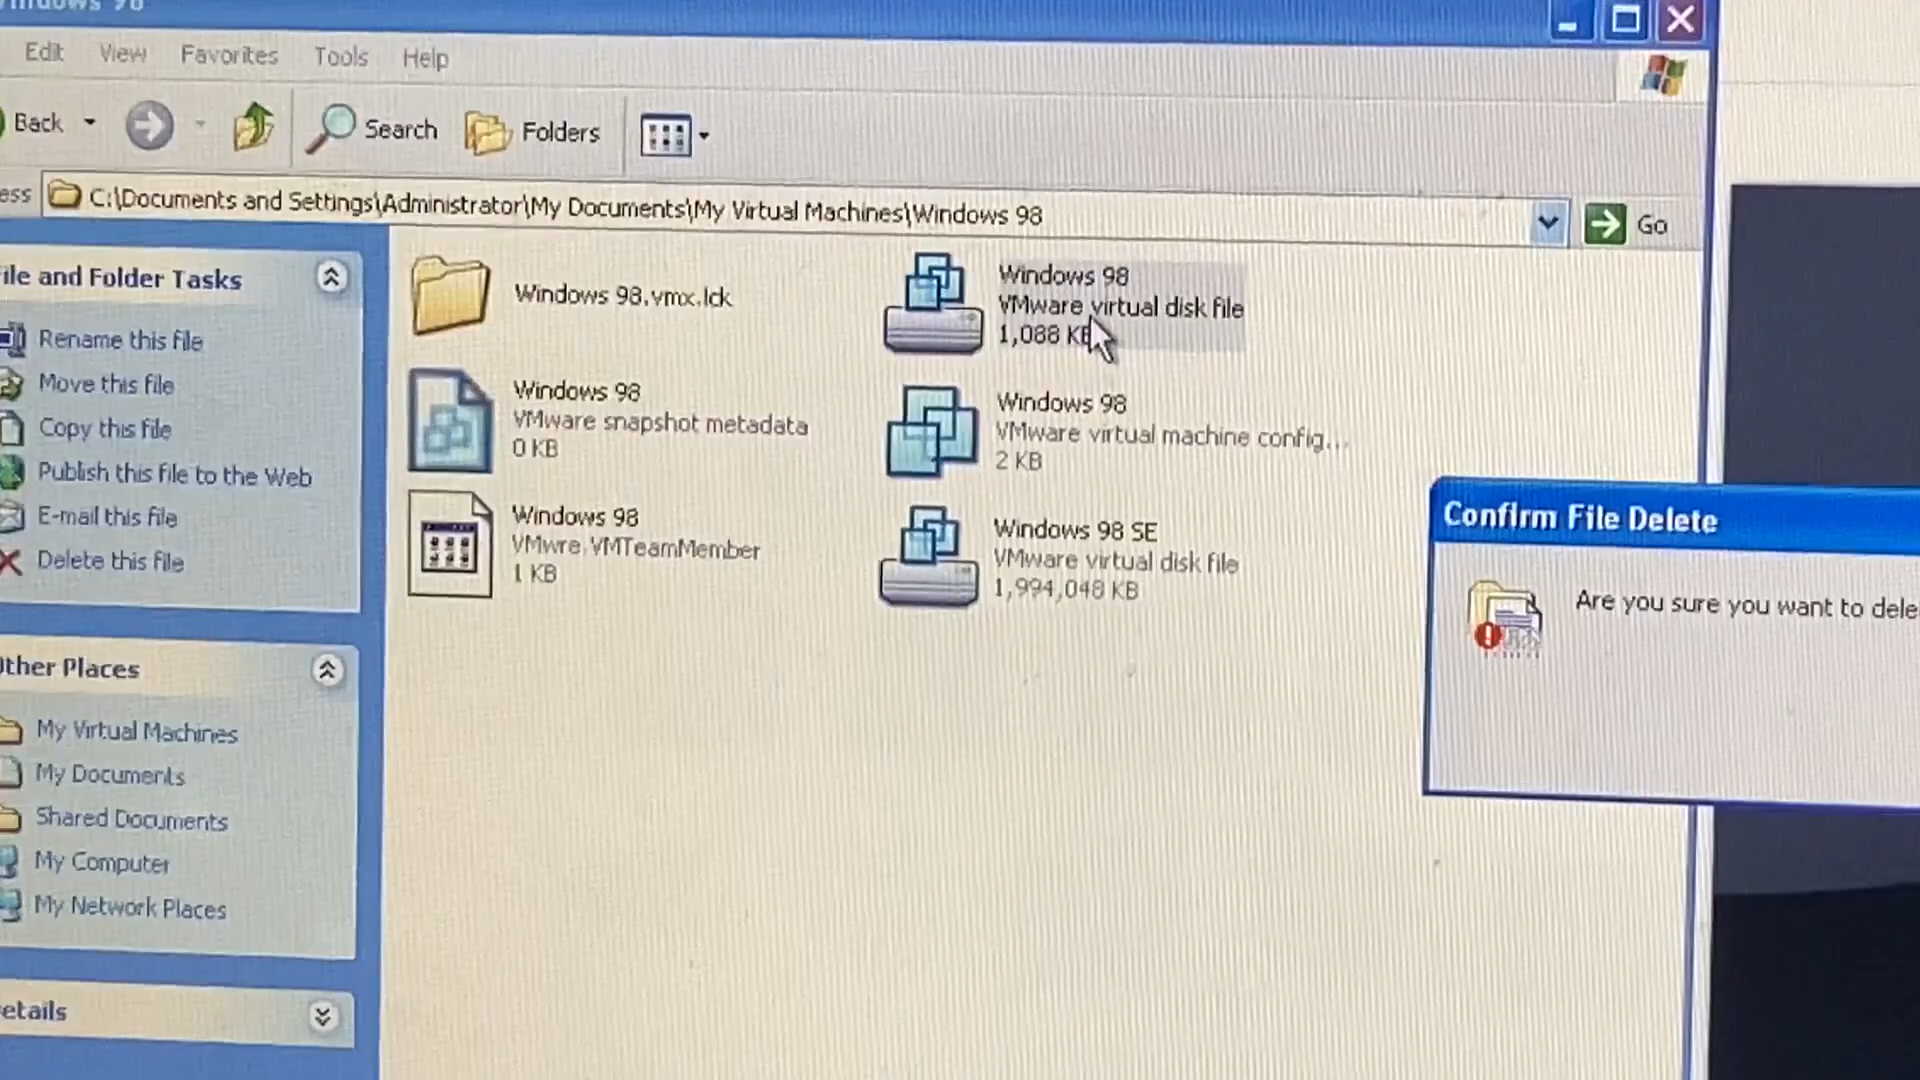 Windows 98
Edit View Favorites Tools Help
Back Search Folders
ess C:\Documents and Settings\Administrator\My Documents\My Virtual Machines\Windows 98 Go
ile and Folder Tasks
Rename this file
Move this file
Copy this file
Publish this file to the Web
E-mail this file
Delete this file
Other Places
My Virtual Machines
My Documents
Shared Documents
My Computer
My Network Places
etails
Windows 98.vmx.lck
Windows 98
VMware virtual disk file
1,088 KB
Windows 98
VMware snapshot metadata
0 KB
Windows 98
VMware virtual machine config...
2 KB
Windows 98
VMwre.VMTeamMember
1 KB
Windows 98 SE
VMware virtual disk file
1,994,048 KB
Confirm File Delete
Are you sure you want to dele